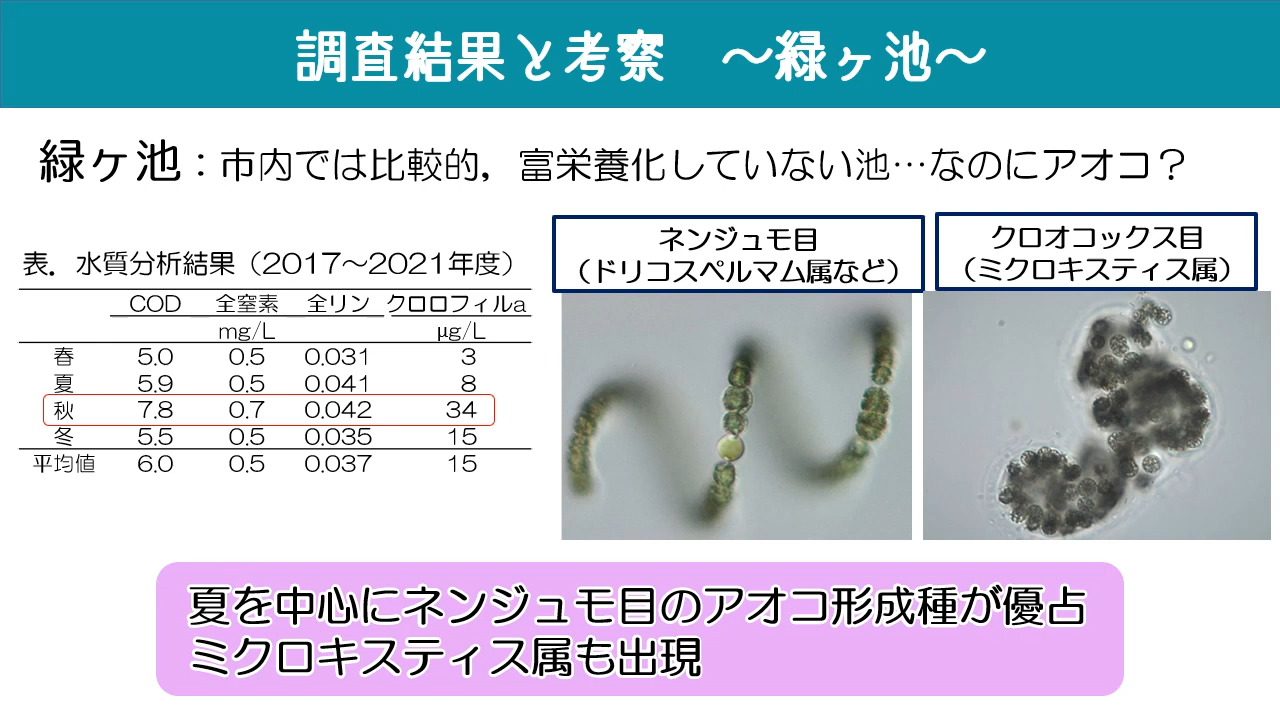 調査結果と考察　～緑ヶ池～
緑ヶ池：市内では比較的，富栄養化していない池…なのにアオコ？
表．水質分析結果（2017～2021年度）
COD 全窒素 全リン クロロフィルa
mg/L μg/L
春 5.0 0.5 0.031 3
夏 5.9 0.5 0.041 8
秋 7.8 0.7 0.042 34
冬 5.5 0.5 0.035 15
平均値 6.0 0.5 0.037 15
ネンジュモ目
（ドリコスペルマム属など）
クロオコックス目
（ミクロキスティス属）
夏を中心にネンジュモ目のアオコ形成種が優占
ミクロキスティス属も出現